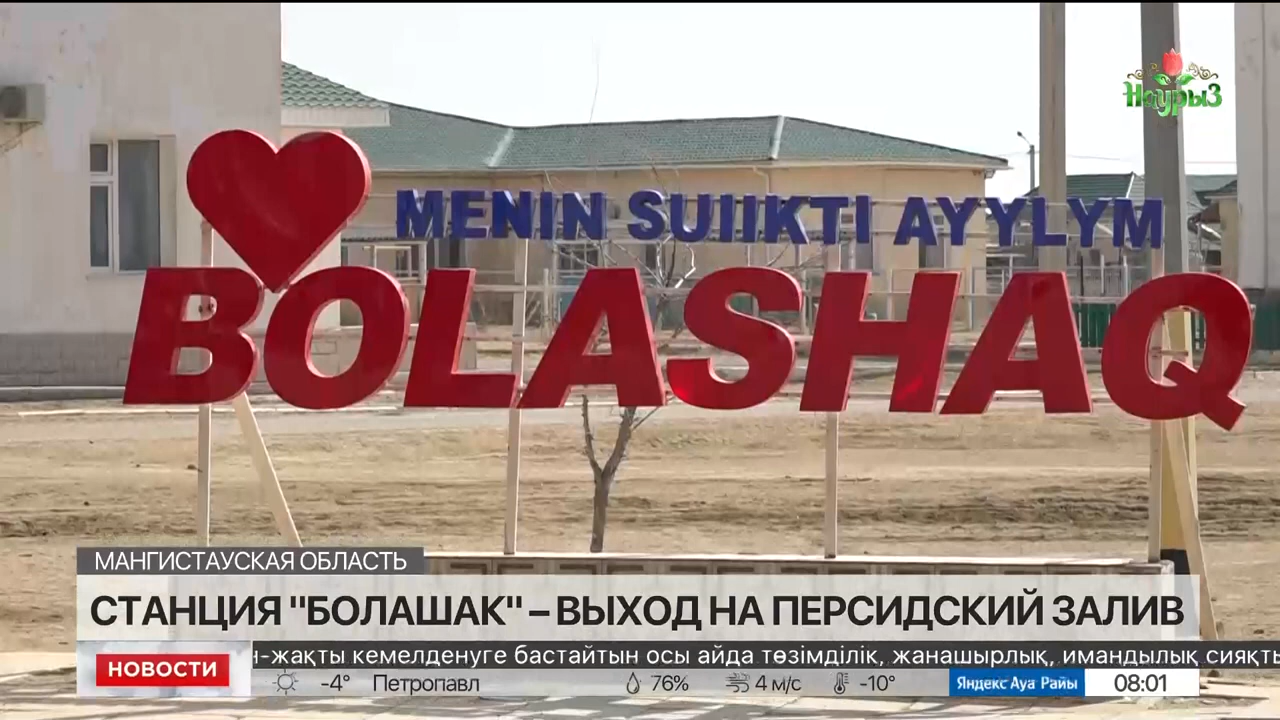 Наурыз
MENIN SUIIKTI AYYLYM
BOLASHAQ
МАНГИСТАУСКАЯ ОБЛАСТЬ
СТАНЦИЯ "БОЛАШАК" – ВЫХОД НА ПЕРСИДСКИЙ ЗАЛИВ
н-жақты кемелденуге бастайтын осы айда төзімділік, жанашырлық, имандылық сияқты
НОВОСТИ
-4° Петропавл 76% 4 м/с -10° Яндекс Ауа Райы 08:01